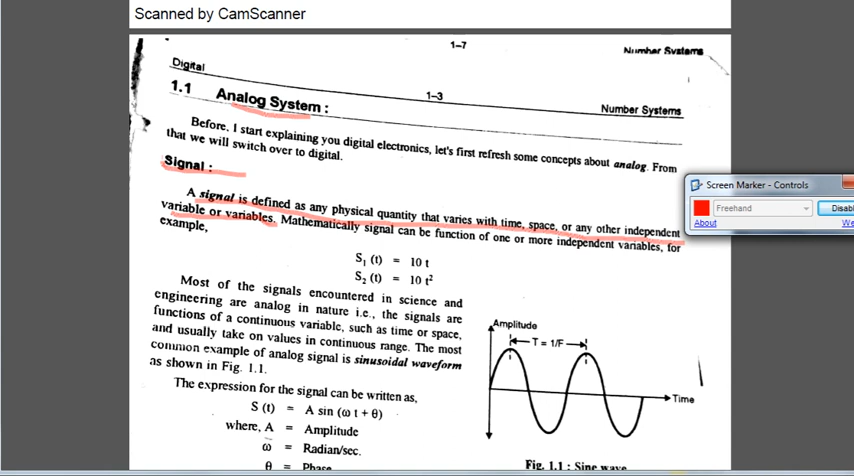 Scanned by CamScanner
1–7
Number Systems
Digital
1.1 Analog System :
1–3
Number Systems
Before, I start explaining you digital electronics, let's first refresh some concepts about analog. From
that we will switch over to digital.
Signal :
A signal is defined as any physical quantity that varies with time, space, or any other independent
variable or variables. Mathematically signal can be function of one or more independent variables, for
example,
S1 (t) = 10 t
S2 (t) = 10 t²
Most of the signals encountered in science and
engineering are analog in nature i.e., the signals are
functions of a continuous variable, such as time or space,
and usually take on values in continuous range. The most
common example of analog signal is sinusoidal waveform
as shown in Fig. 1.1.
The expression for the signal can be written as,
S (t) = A sin (ω t + θ)
where, A = Amplitude
ω = Radian/sec.
θ = Phase
Amplitude
T = 1/F
Time
Fig. 1.1 : Sine wave
Screen Marker - Controls
Freehand
Disabl
About
We